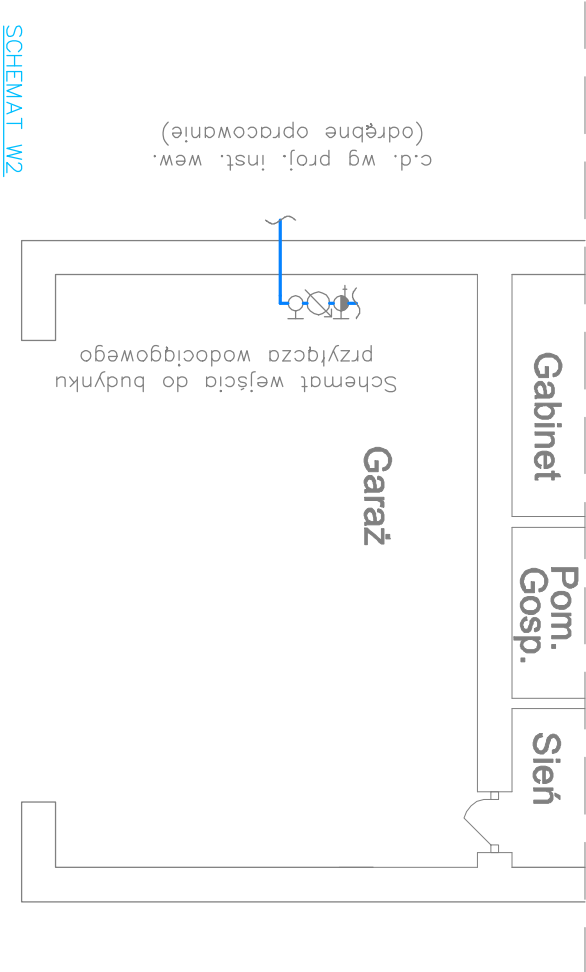 SCHEMAT W2
c.d. wg proj. inst. wew.
(odrębne opracowanie)
Schemat wejścia do budynku
przyłącza wodociągowego
Garaż
Gabinet
Pom.
Gosp.
Sień